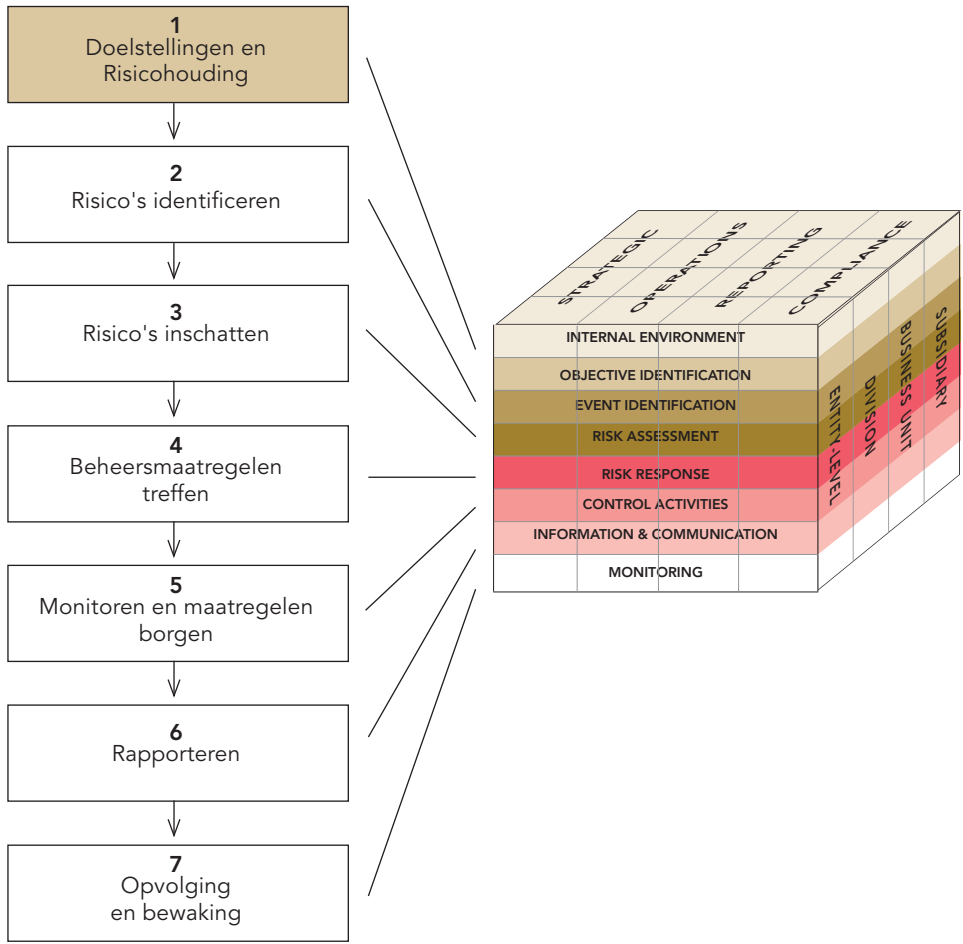 1
Doelstellingen en
Risicohouding
2
Risico's identificeren
3
Risico's inschatten
4
Beheersmaatregelen
treffen
5
Monitoren en maatregelen
borgen
6
Rapporteren
7
Opvolging
en bewaking
STRATEGIC
OPERATIONS
REPORTING
COMPLIANCE
INTERNAL ENVIRONMENT
OBJECTIVE IDENTIFICATION
EVENT IDENTIFICATION
RISK ASSESSMENT
RISK RESPONSE
CONTROL ACTIVITIES
INFORMATION & COMMUNICATION
MONITORING
ENTITY-LEVEL
DIVISION
BUSINESS UNIT
SUBSIDIARY